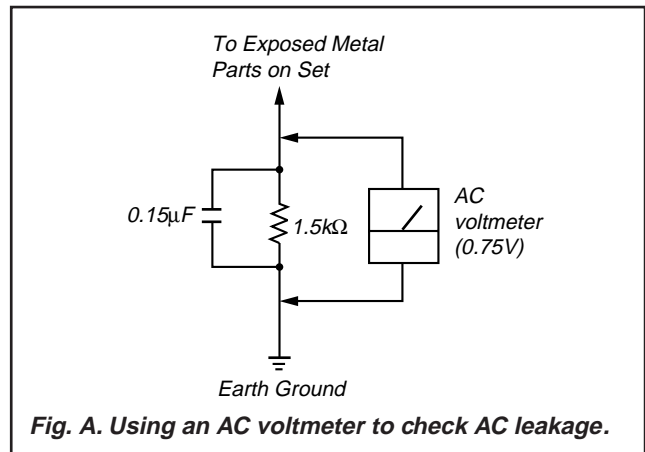 To Exposed Metal
Parts on Set
0.15μF
1.5kΩ
AC
voltmeter
(0.75V)
Earth Ground
Fig. A. Using an AC voltmeter to check AC leakage.